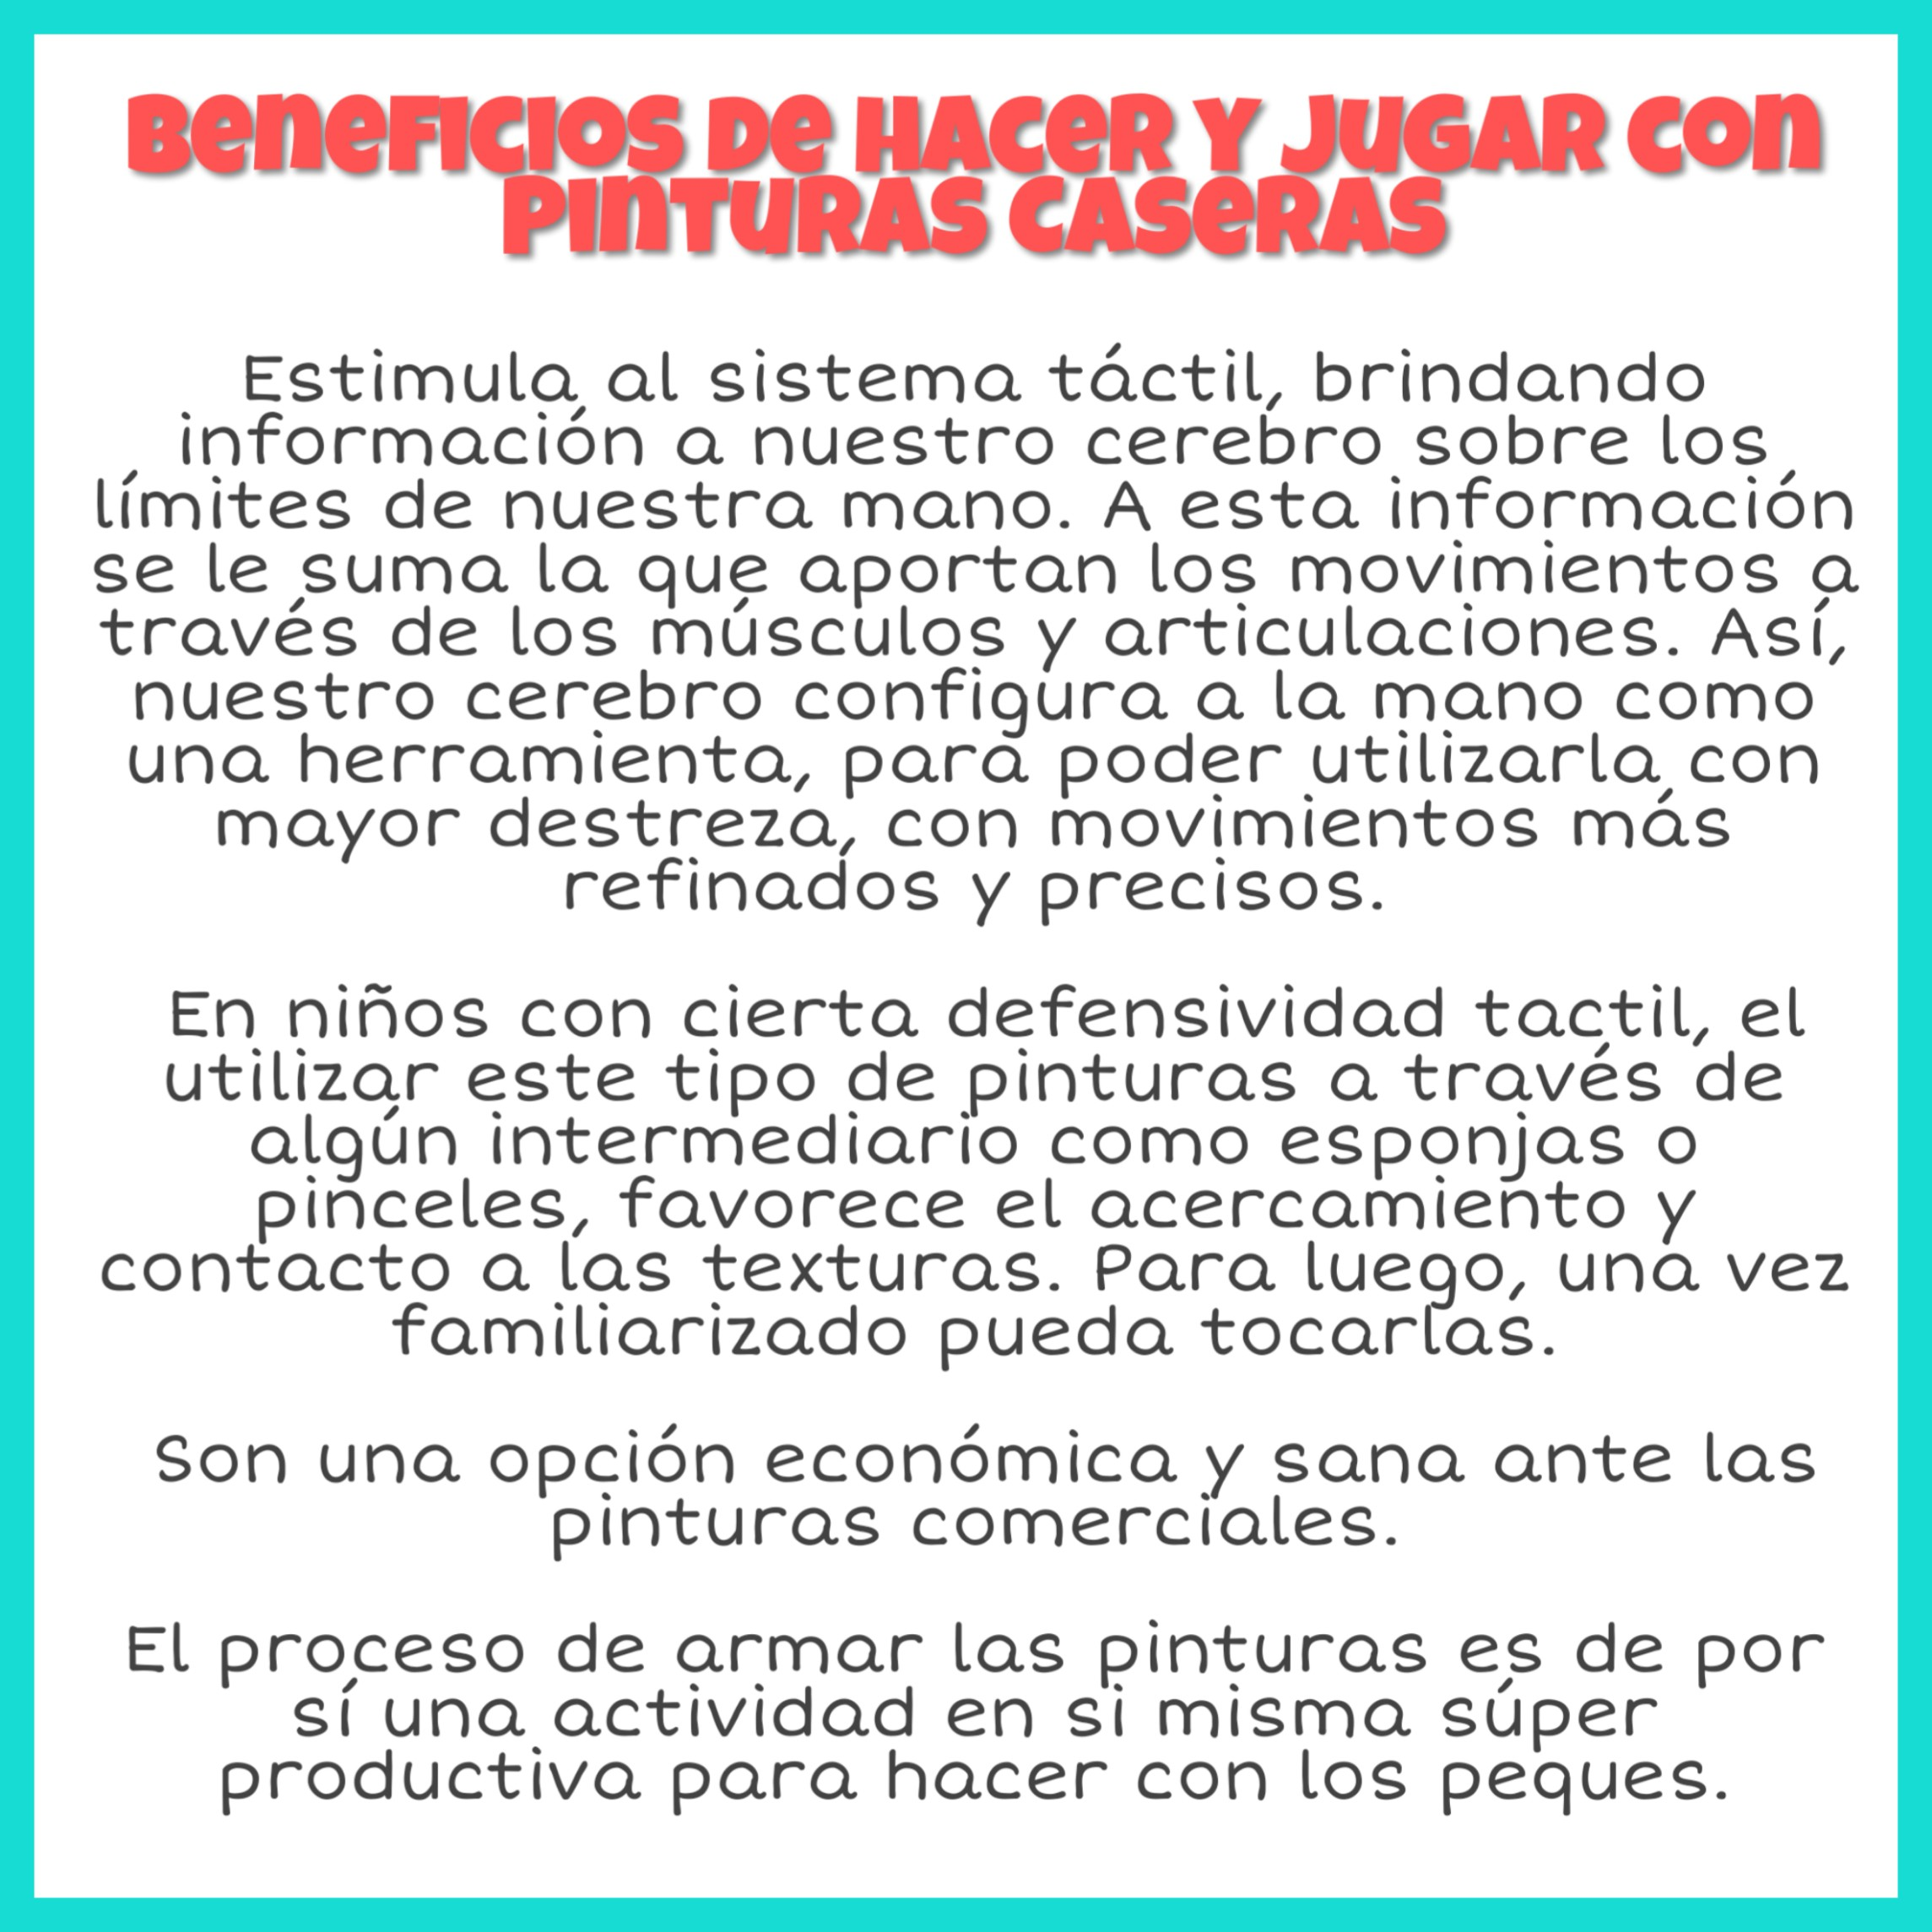 Beneficios de Hacer y Jugar con
Pinturas Caseras
Estimula al sistema táctil, brindando
información a nuestro cerebro sobre los
límites de nuestra mano. A esta información
se le suma la que aportan los movimientos a
través de los músculos y articulaciones. Así,
nuestro cerebro configura a la mano como
una herramienta, para poder utilizarla con
mayor destreza, con movimientos más
refinados y precisos.
En niños con cierta defensividad tactil, el
utilizar este tipo de pinturas a través de
algún intermediario como esponjas o
pinceles, favorece el acercamiento y
contacto a las texturas. Para luego, una vez
familiarizado pueda tocarlas.
Son una opción económica y sana ante las
pinturas comerciales.
El proceso de armar las pinturas es de por
sí una actividad en si misma súper
productiva para hacer con los peques.